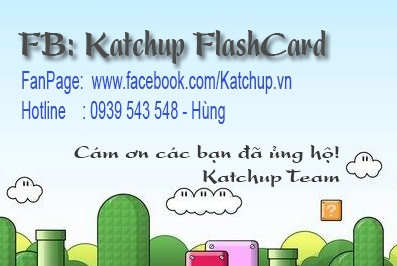 FB: Katchup FlashCard
FanPage: www.facebook.com/Katchup.vn
Hotline : 0939 543 548 - Hùng
Cám ơn các bạn đã ủng hộ!
Katchup Team
?